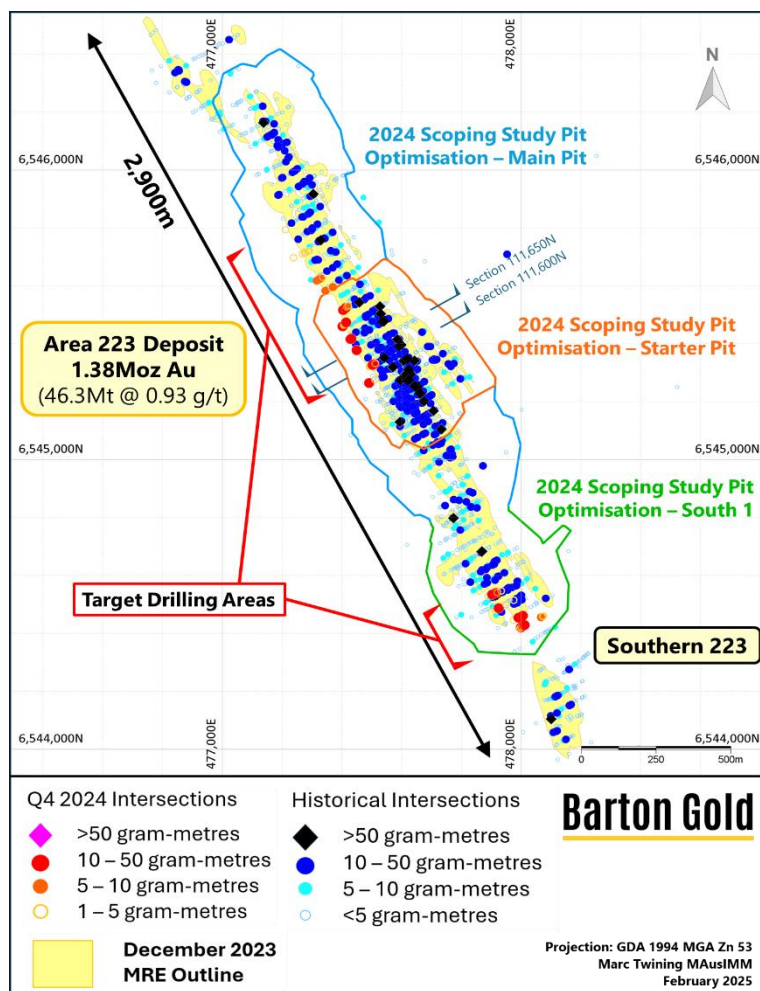 477,000E
478,000E
N
2024 Scoping Study Pit
Optimisation – Main Pit
6,546,000N
6,546,000N
2,900m
Section 111,650N
Section 111,600N
Area 223 Deposit
1.38Moz Au
(46.3Mt @ 0.93 g/t)
2024 Scoping Study Pit
Optimisation – Starter Pit
6,545,000N
6,545,000N
2024 Scoping Study Pit
Optimisation – South 1
Target Drilling Areas
Southern 223
477,000E
478,000E
6,544,000N
6,544,000N
0 250 500m
Q4 2024 Intersections
>50 gram-metres
10 – 50 gram-metres
5 – 10 gram-metres
1 – 5 gram-metres
Historical Intersections
>50 gram-metres
10 – 50 gram-metres
5 – 10 gram-metres
<5 gram-metres
Barton Gold
December 2023
MRE Outline
Projection: GDA 1994 MGA Zn 53
Marc Twining MAusIMM
February 2025